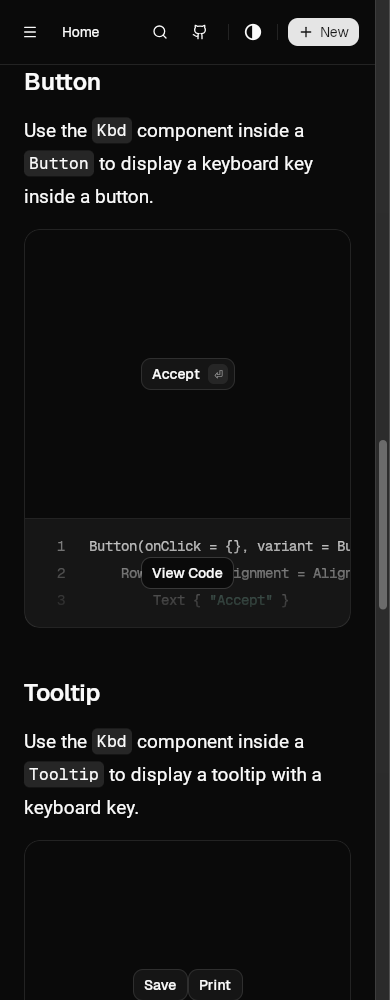 Home
New
Button
Use the Kbd component inside a
Button to display a keyboard key
inside a button.
Accept ⏎
1 Button(onClick = {}, variant = Bu
2 Row
View Code
ignment = Align
3 Text { "Accept" }
Tooltip
Use the Kbd component inside a
Tooltip to display a tooltip with a
keyboard key.
Save Print